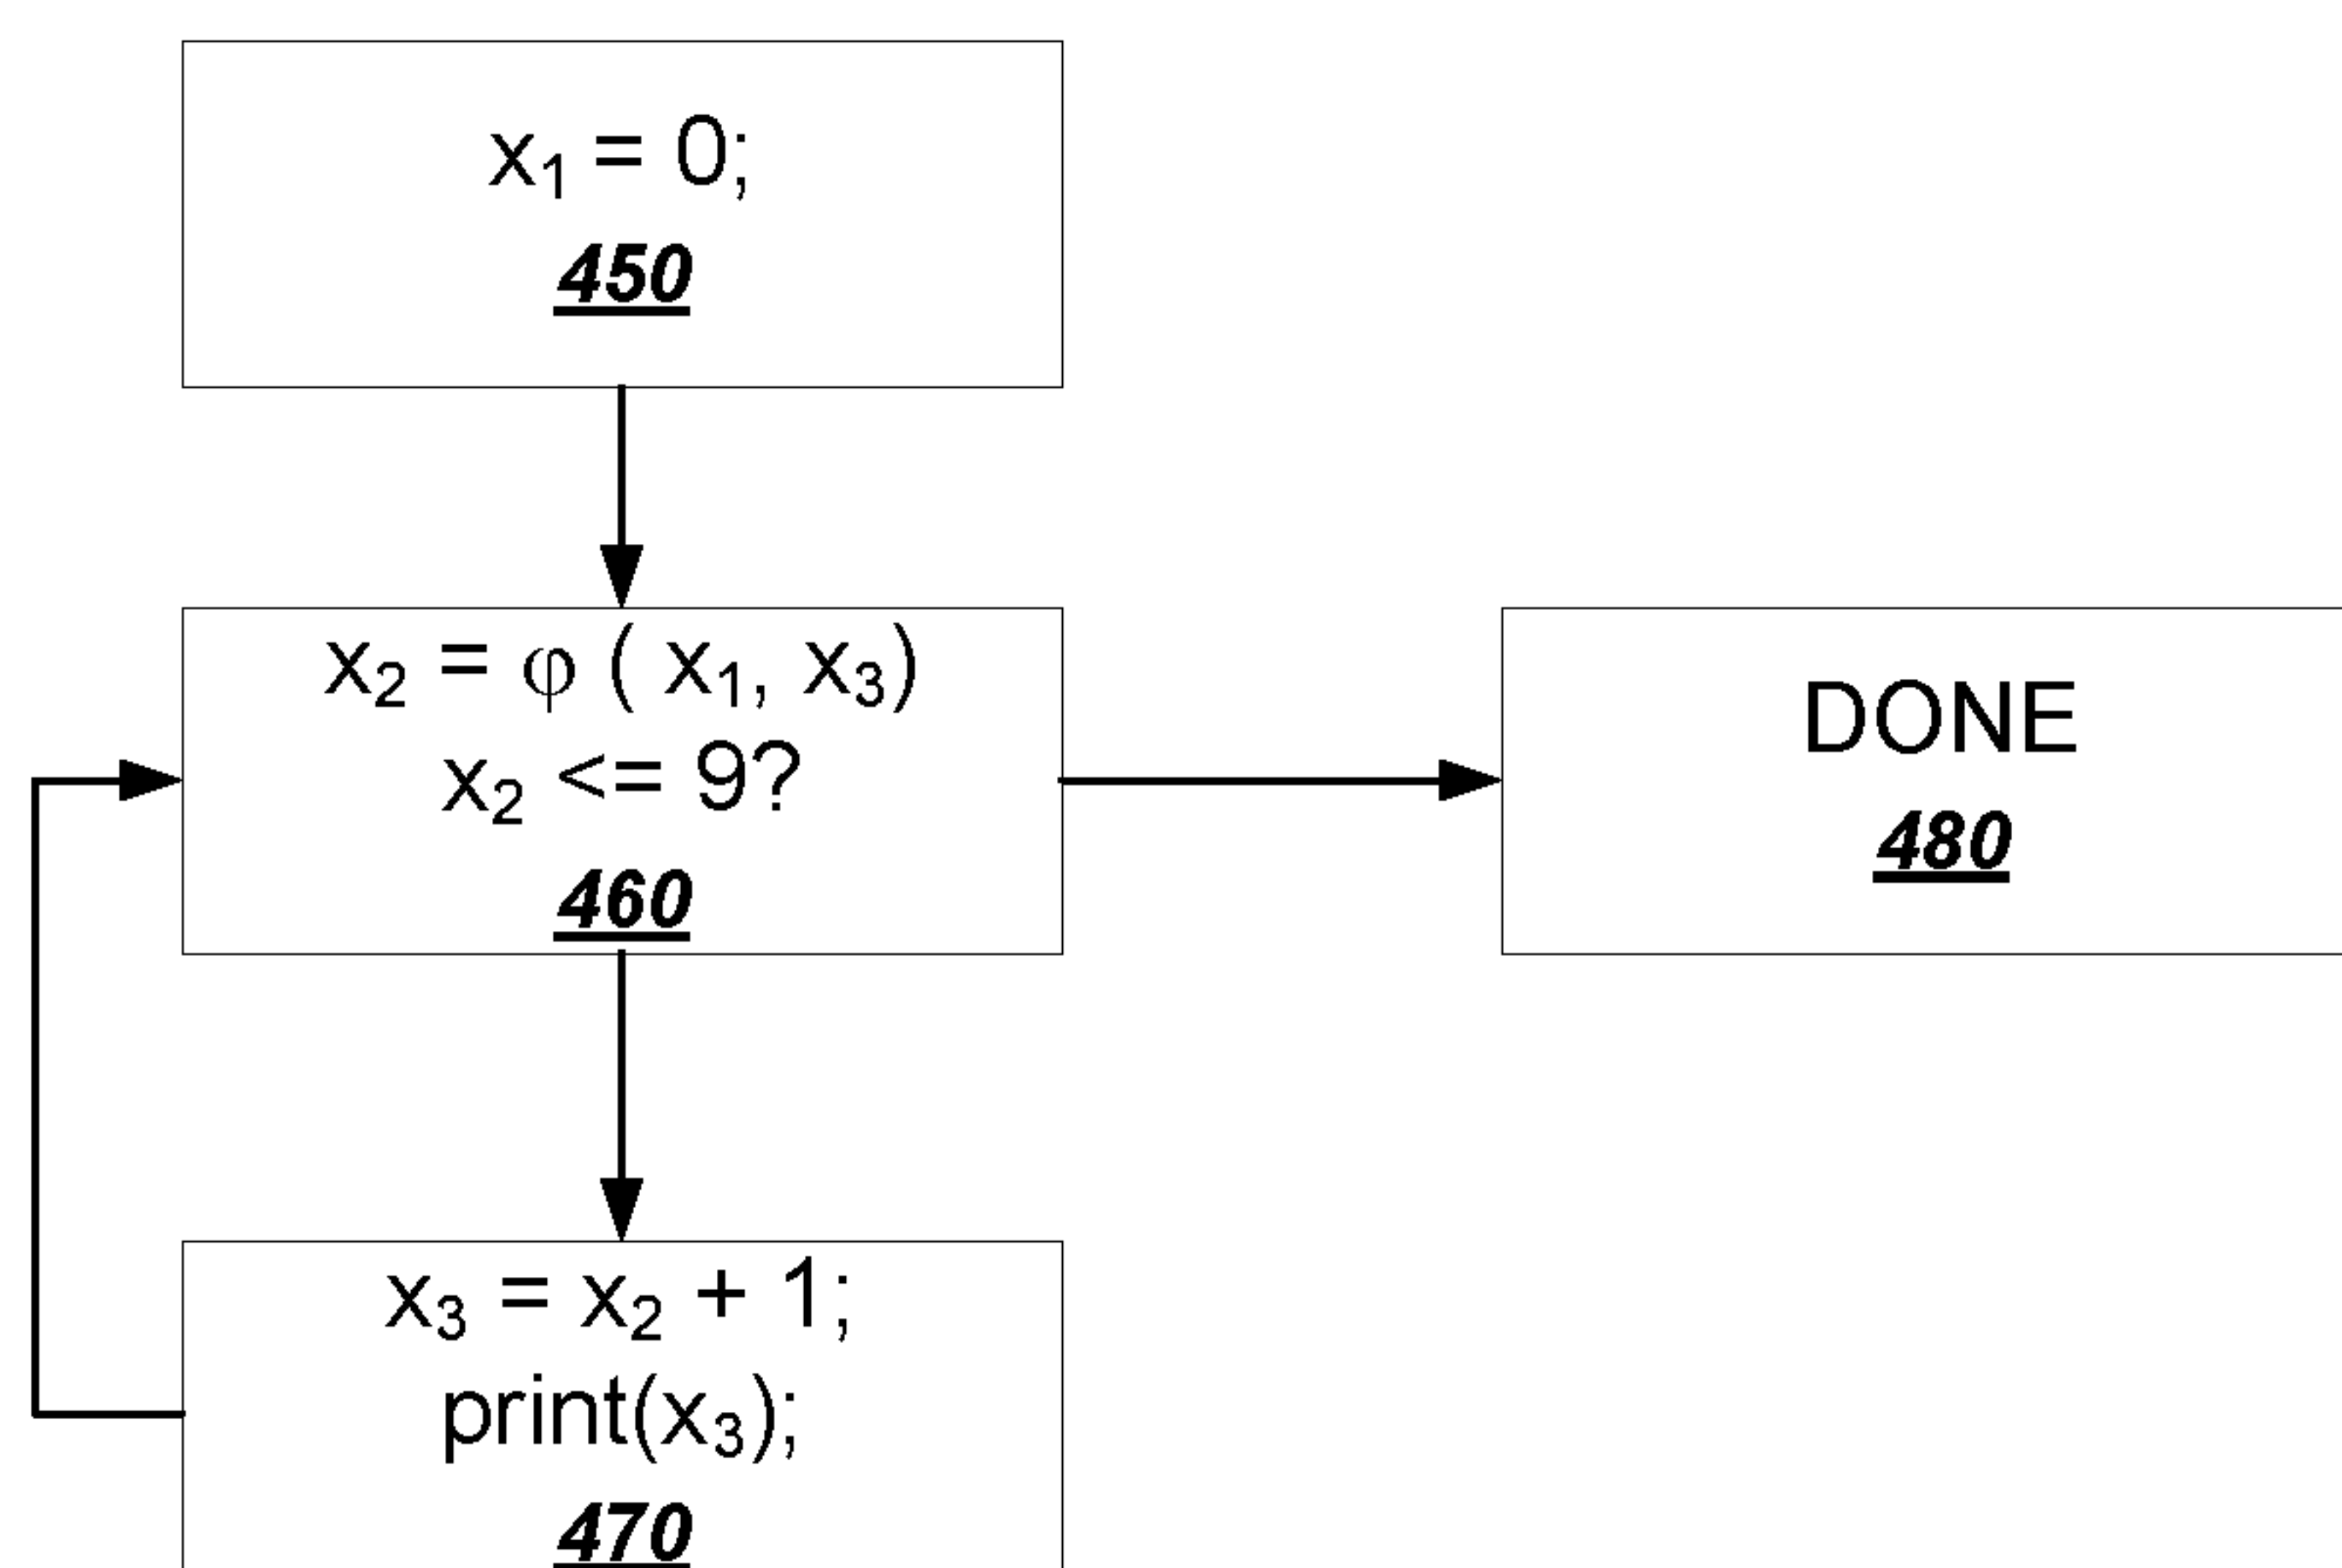 x₁ = 0;
450
x₂ = φ ( x₁, x₃)
x₂ <= 9?
460
DONE
480
x₃ = x₂ + 1;
print(x₃);
470